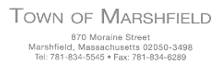 TOWN OF MARSHFIELD
870 Moraine Street
Marshfield, Massachusetts 02050-3498
Tel: 781-834-5545 • Fax: 781-834-6289